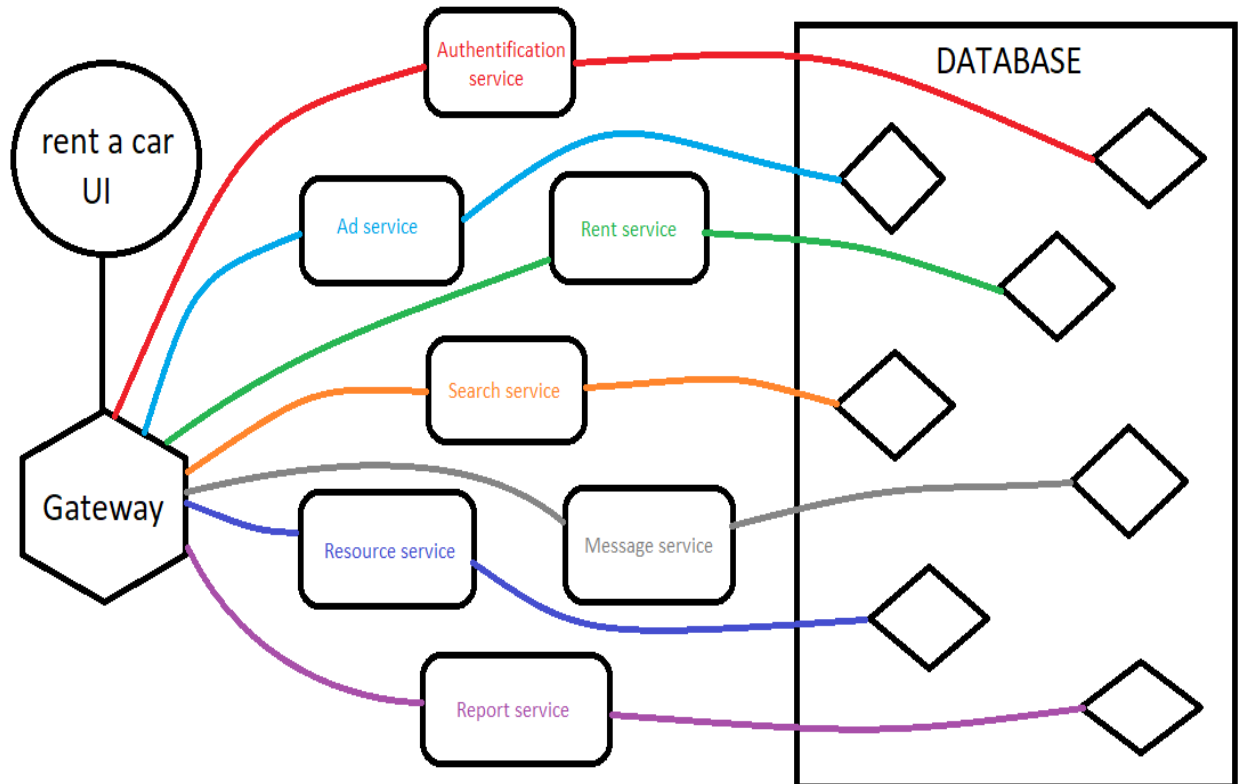 Authentification
service
DATABASE
rent a car
UI
Ad service
Rent service
Search service
Gateway
Resource service
Message service
Report service